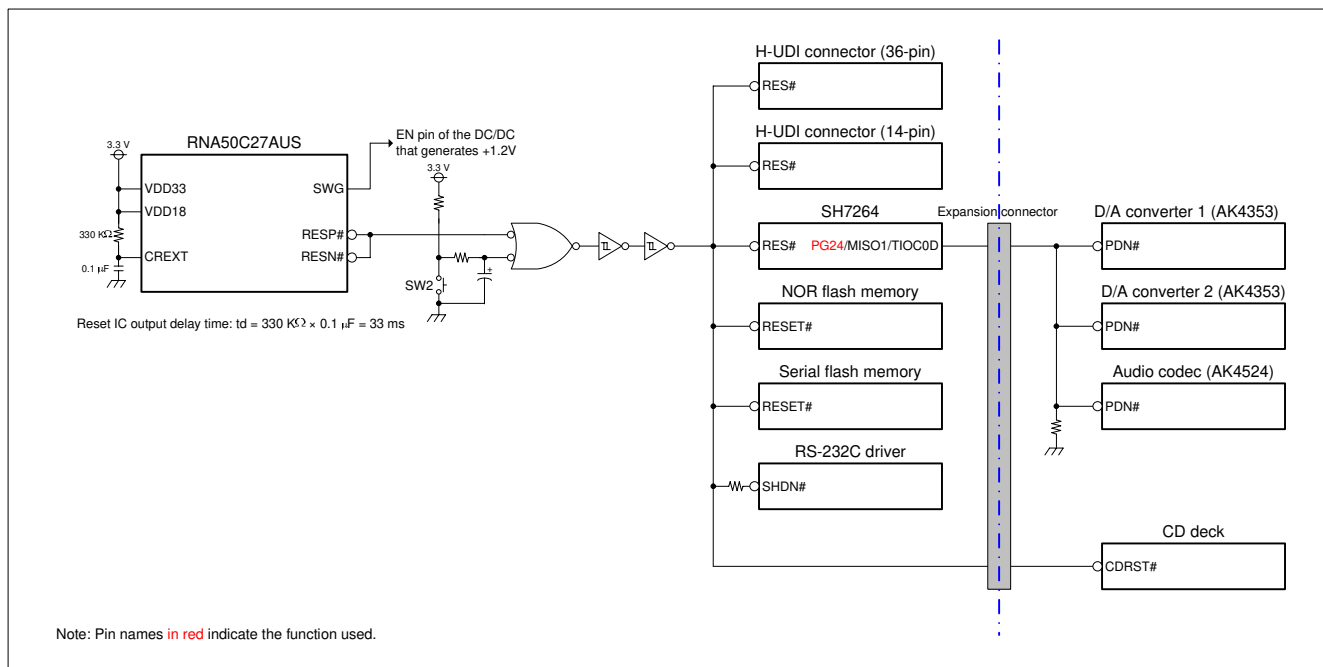 H-UDI connector (36-pin)
RES#
H-UDI connector (14-pin)
RES#
RNA50C27AUS
3.3 V
VDD33
VDD18
330 KΩ
CREXT
0.1 μF
SWG
RESP#
RESN#
EN pin of the DC/DC
that generates +1.2V
3.3 V
SW2
±
Reset IC output delay time: td = 330 KΩ × 0.1 μF = 33 ms
SH7264
RES# PG24/MISO1/TIOC0D
Expansion connector
D/A converter 1 (AK4353)
PDN#
NOR flash memory
RESET#
D/A converter 2 (AK4353)
PDN#
Serial flash memory
RESET#
Audio codec (AK4524)
PDN#
RS-232C driver
SHDN#
CD deck
CDRST#
Note: Pin names in red indicate the function used.